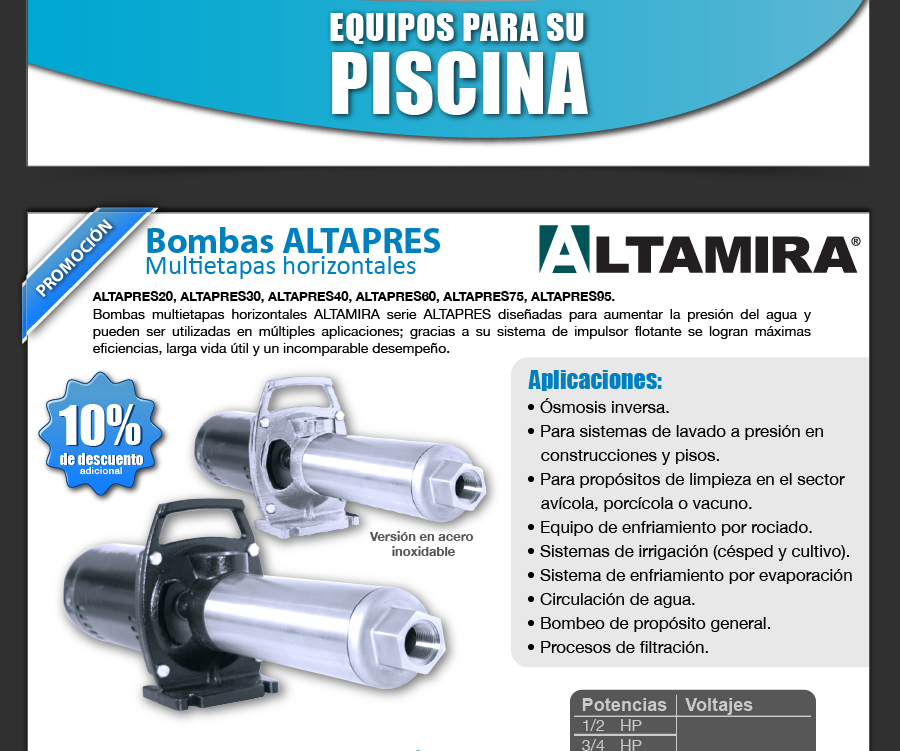 EQUIPOS PARA SU
PISCINA
PROMOCIÓN
Bombas ALTAPRES
Multietapas horizontales
ALTAMIRA®
ALTAPRES20, ALTAPRES30, ALTAPRES40, ALTAPRES60, ALTAPRES75, ALTAPRES95.
Bombas multietapas horizontales ALTAMIRA serie ALTAPRES diseñadas para aumentar la presión del agua y
pueden ser utilizadas en múltiples aplicaciones; gracias a su sistema de impulsor flotante se logran máximas
eficiencias, larga vida útil y un incomparable desempeño.
10%
de descuento
adicional
Versión en acero
inoxidable
Aplicaciones:
• Ósmosis inversa.
• Para sistemas de lavado a presión en
construcciones y pisos.
• Para propósitos de limpieza en el sector
avícola, porcícola o vacuno.
• Equipo de enfriamiento por rociado.
• Sistemas de irrigación (césped y cultivo).
• Sistema de enfriamiento por evaporación
• Circulación de agua.
• Bombeo de propósito general.
• Procesos de filtración.
Potencias Voltajes
1/2 HP
3/4 HP